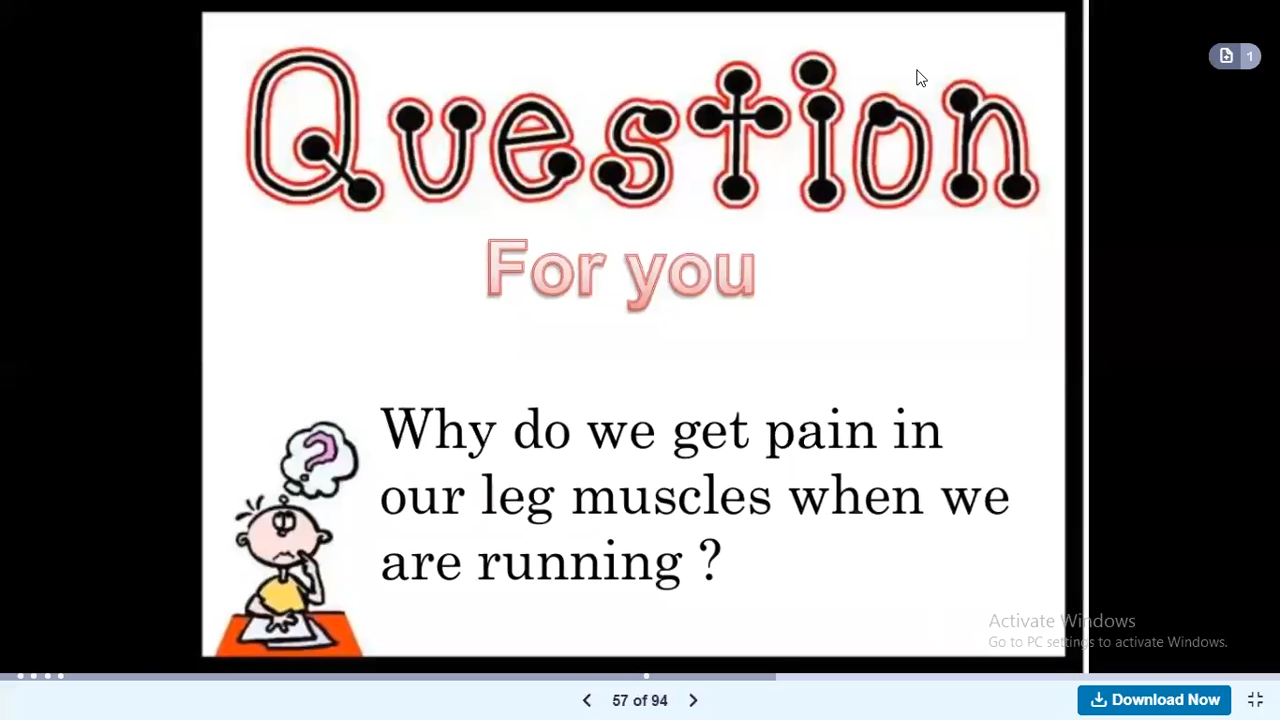 Question
For you
1
?
Why do we get pain in
our leg muscles when we
are running ?
Activate Windows
Go to PC settings to activate Windows.
57 of 94
Download Now